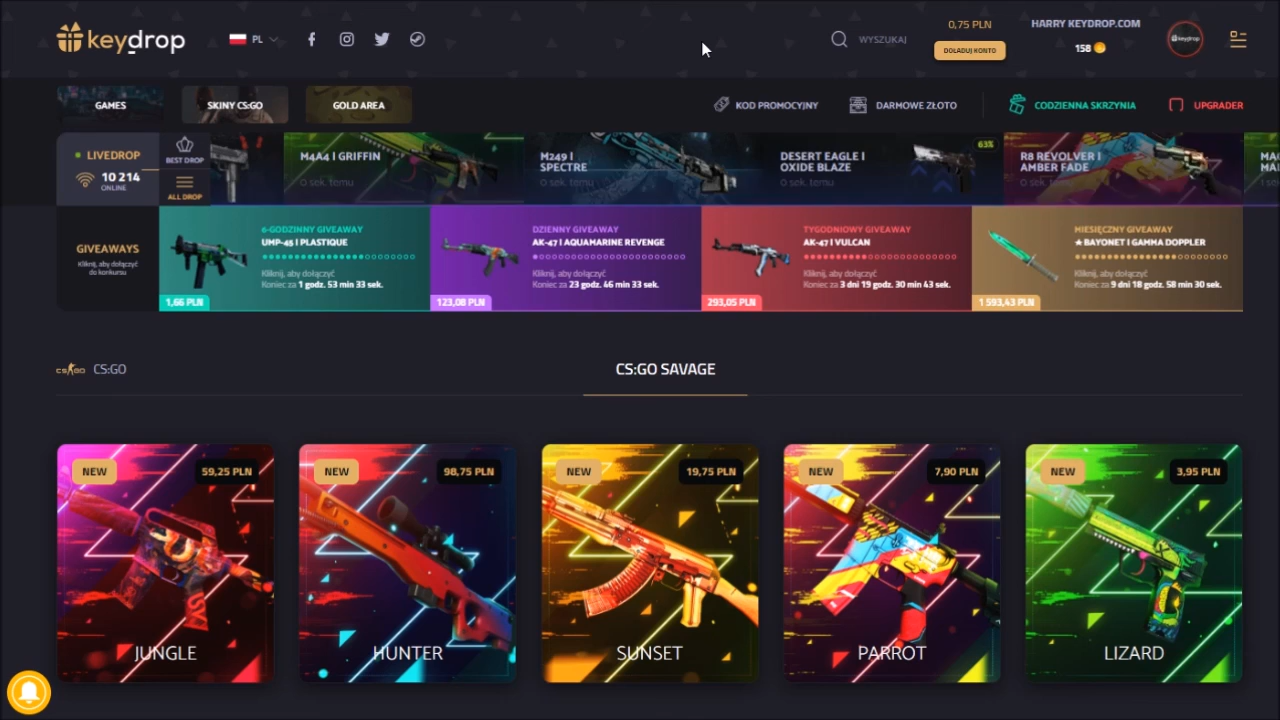 keydrop
PL
WYSZUKAJ
0,75 PLN
DOŁADUJ KONTO
HARRY KEYDROP.COM
158
keydrop
GAMES
SKINY CS:GO
GOLD AREA
KOD PROMOCYJNY
DARMOWE ZŁOTO
CODZIENNA SKRZYNIA
UPGRADER
LIVEDROP
10 214
ONLINE
BEST DROP
ALL DROP
M4A4 | GRIFFIN
0 sek. temu
M249 |
SPECTRE
0 sek. temu
DESERT EAGLE |
OXIDE BLAZE
63%
R8 REVOLVER |
AMBER FADE
0 sek. temu
1 sek.
GIVEAWAYS
Kliknij, aby dołączyć
do konkursu
6-GODZINNY GIVEAWAY
UMP-45 | PLASTIQUE
Kliknij, aby dołączyć
Koniec za 1 godz. 53 min 33 sek.
1,66 PLN
DZIENNY GIVEAWAY
AK-47 | AQUAMARINE REVENGE
Kliknij, aby dołączyć
Koniec za 23 godz. 46 min 33 sek.
123,08 PLN
TYGODNIOWY GIVEAWAY
AK-47 | VULCAN
Kliknij, aby dołączyć
Koniec za 3 dni 19 godz. 30 min 43 sek.
293,05 PLN
MIESIĘCZNY GIVEAWAY
★ BAYONET | GAMMA DOPPLER
Kliknij, aby dołączyć
Koniec za 9 dni 18 godz. 58 min 30 sek.
1 593,43 PLN
CS:GO CS:GO
CS:GO SAVAGE
NEW
59,25 PLN
JUNGLE
NEW
98,75 PLN
HUNTER
NEW
19,75 PLN
SUNSET
NEW
7,90 PLN
PARROT
NEW
3,95 PLN
LIZARD